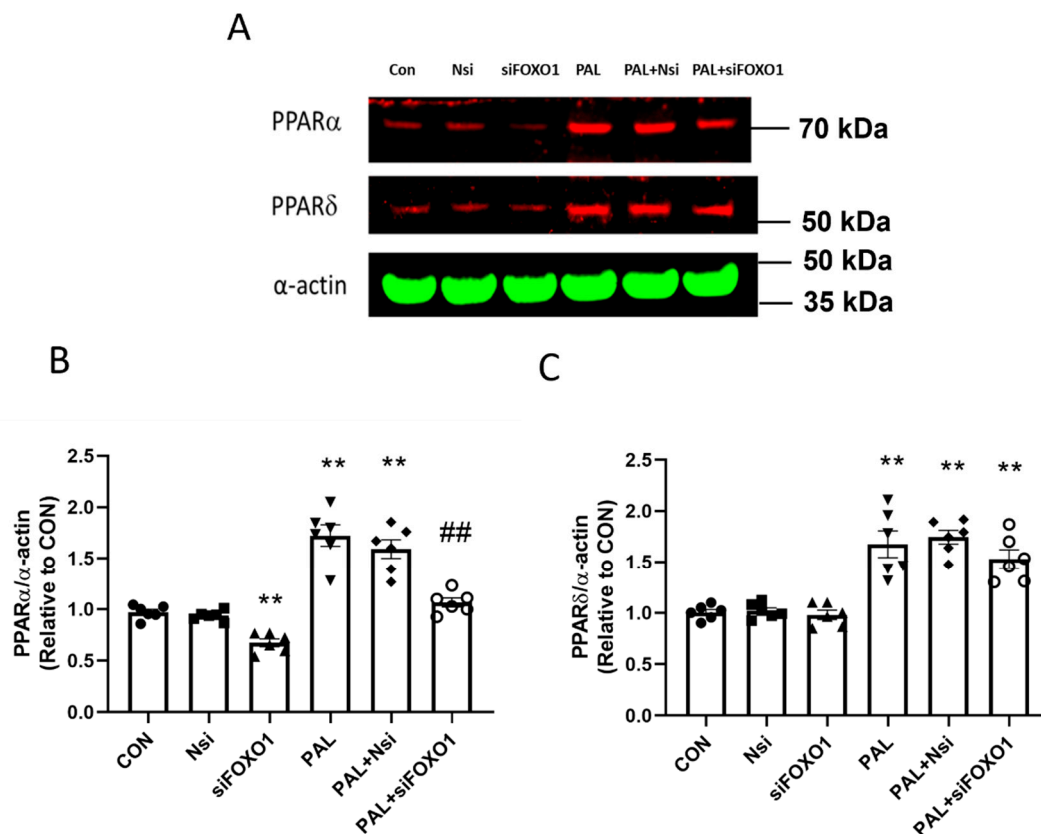 A
Con Nsi siFOXO1 PAL PAL+Nsi PAL+siFOXO1
PPARα 70 kDa
PPARδ 50 kDa
α-actin 50 kDa
35 kDa
B
PPARα/α-actin
(Relative to CON)
2.5
2.0
1.5
1.0
0.5
0.0
** ** ** ##
CON Nsi siFOXO1 PAL PAL+Nsi PAL+siFOXO1
C
PPARδ/α-actin
(Relative to CON)
2.5
2.0
1.5
1.0
0.5
0.0
** ** **
CON Nsi siFOXO1 PAL PAL+Nsi PAL+siFOXO1